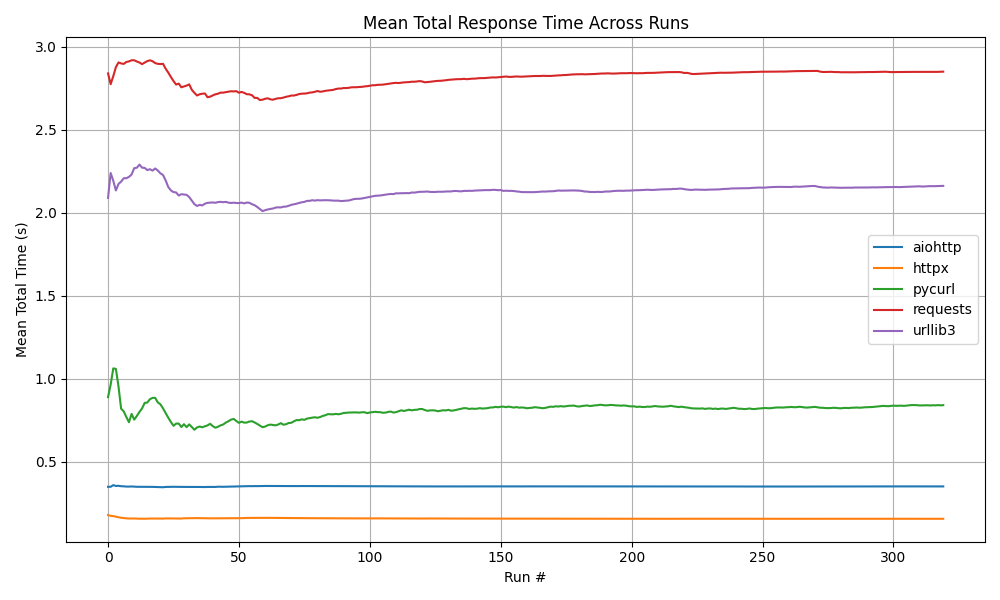 Mean Total Response Time Across Runs
Mean Total Time (s)
3.0
2.5
2.0
1.5
1.0
0.5
aiohttp
httpx
pycurl
requests
urllib3
0 50 100 150 200 250 300
Run #